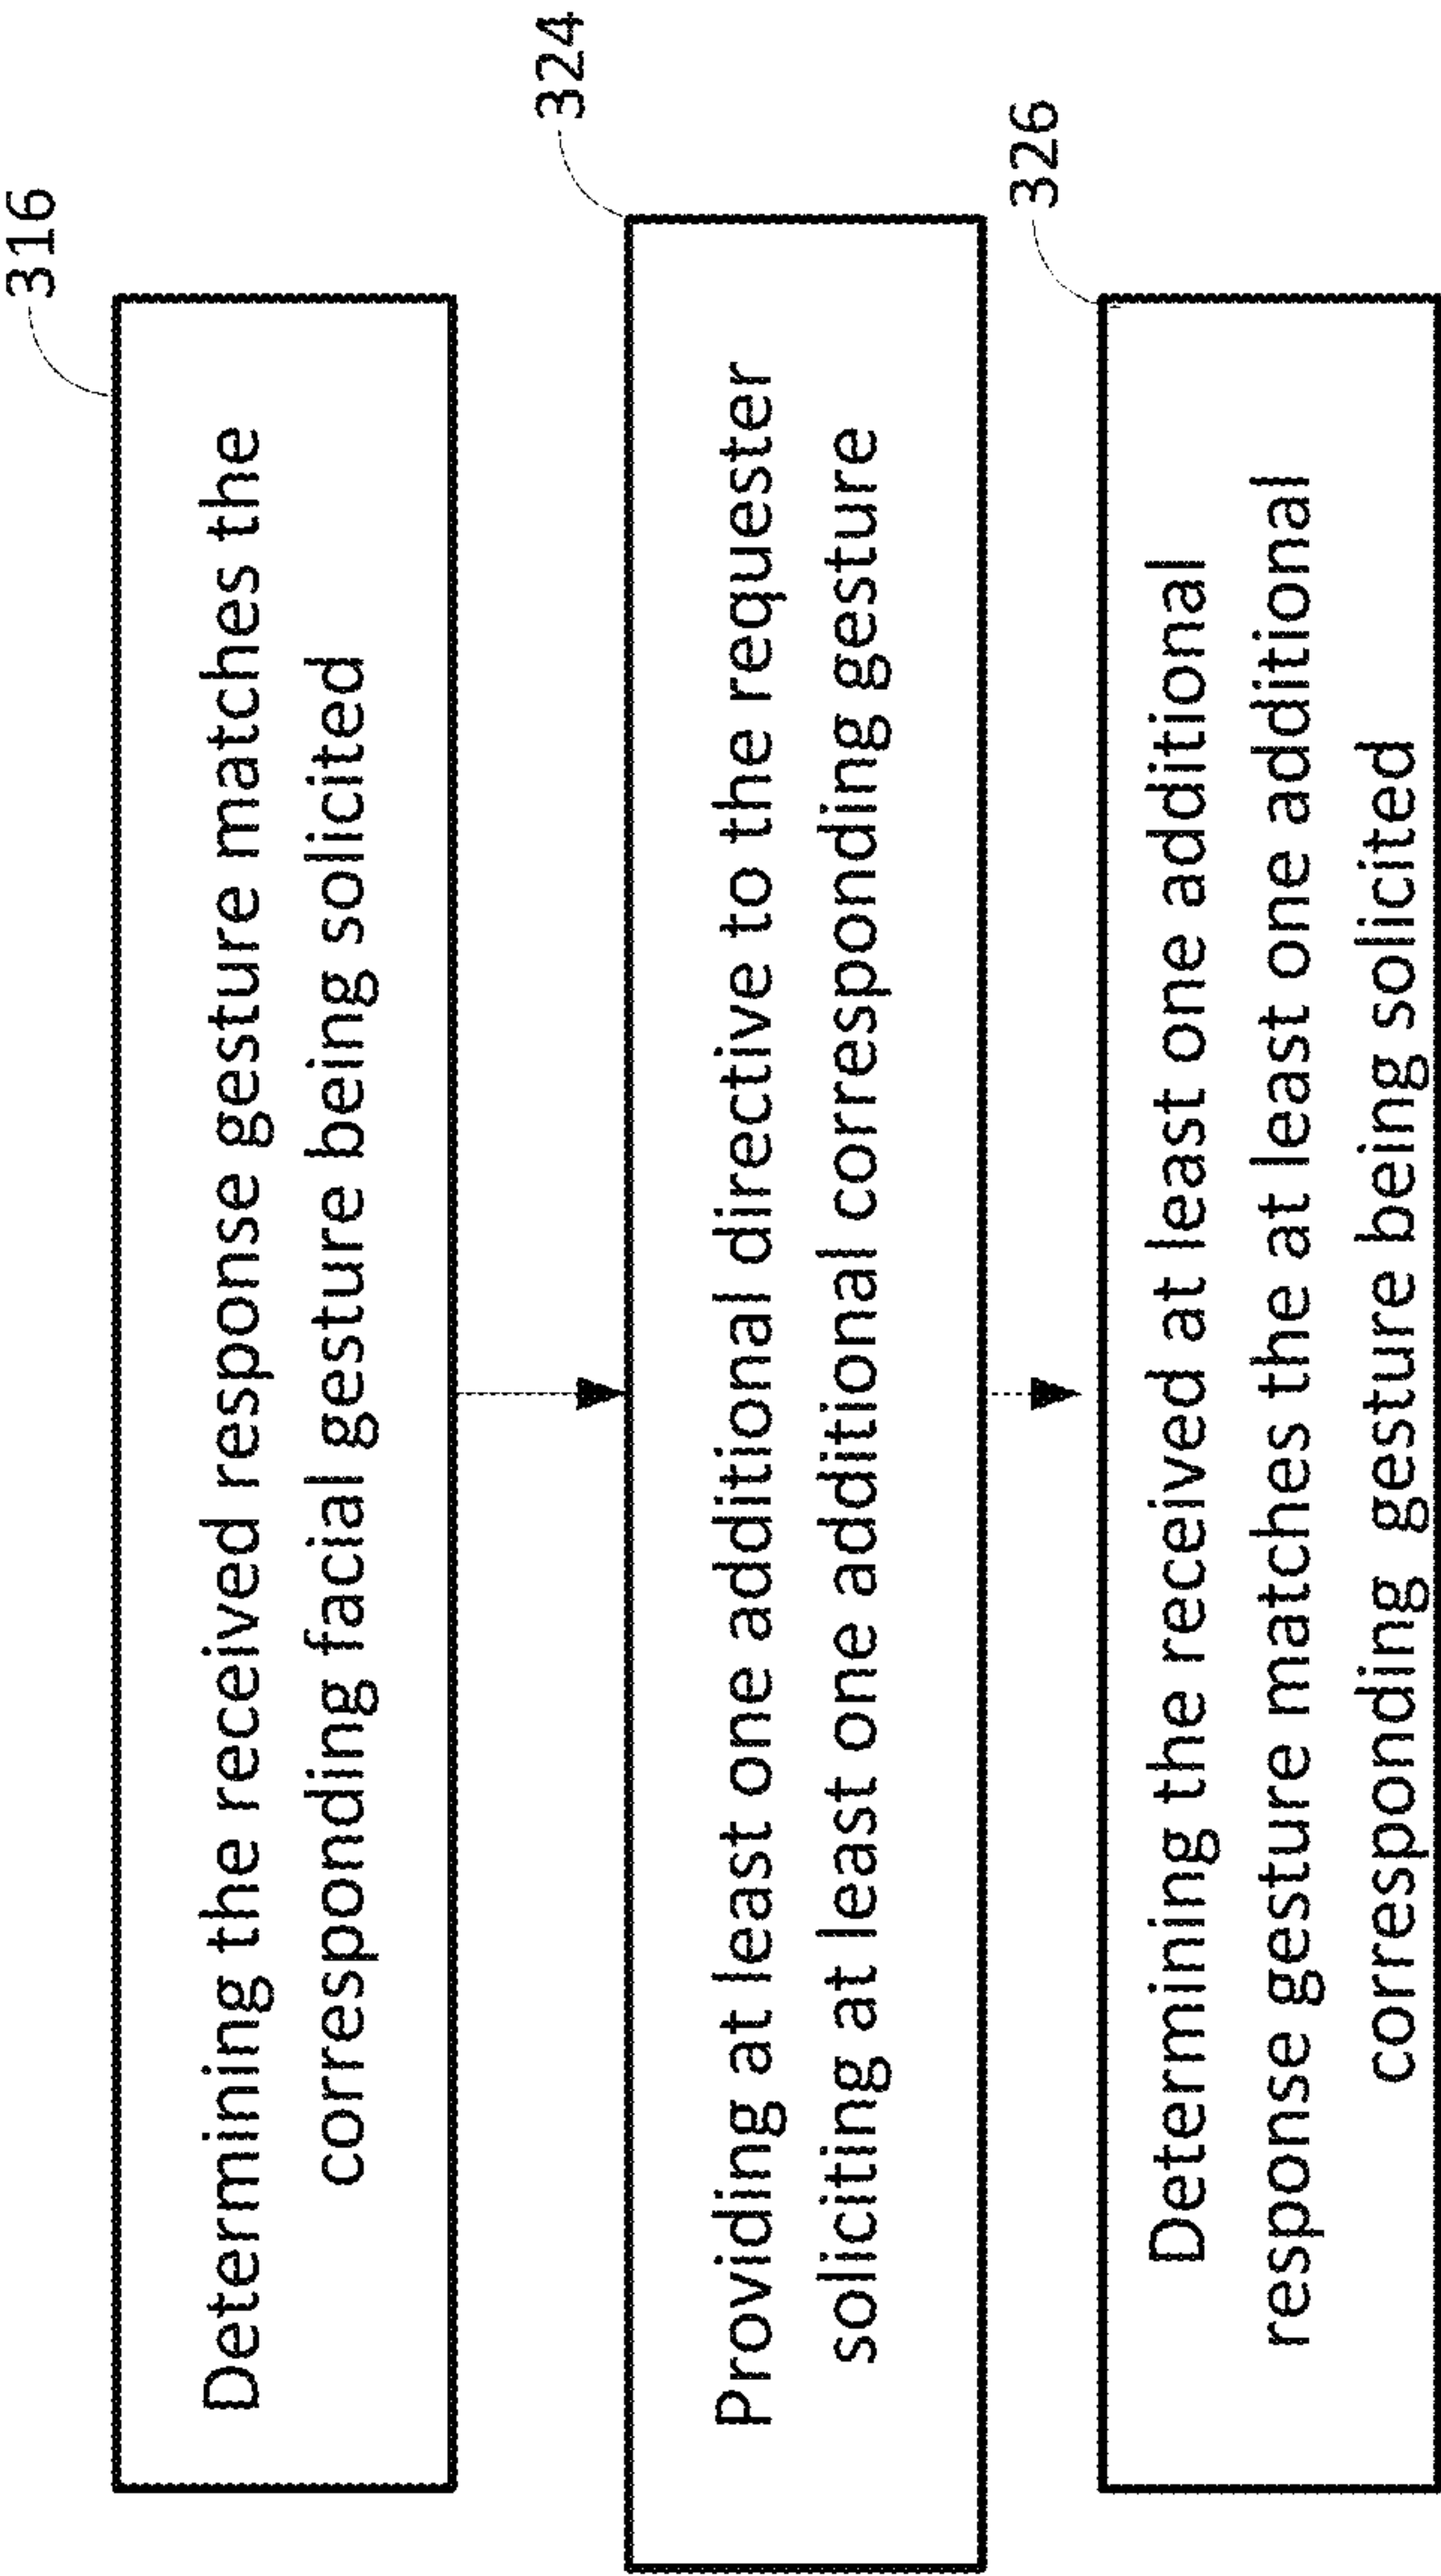 316
Determining the received response gesture matches the
corresponding facial gesture being solicited
324
Providing at least one additional directive to the requester
soliciting at least one additional corresponding gesture
326
Determining the received at least one additional
response gesture matches the at least one additional
corresponding gesture being solicited